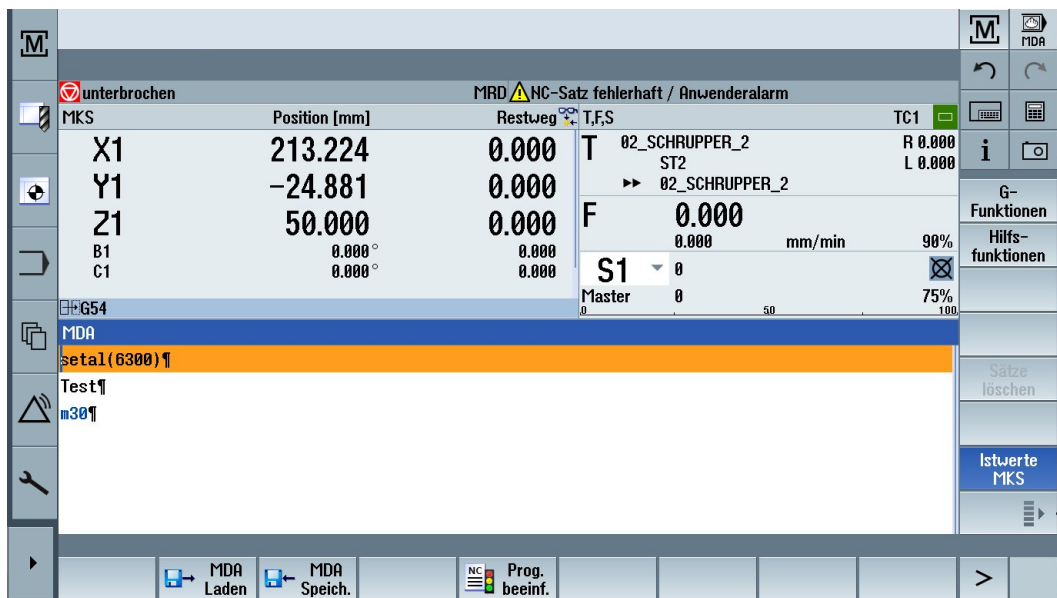 M
M
MDA
unterbrochen
MRD NC-Satz fehlerhaft / Anwenderalarm
MKS Position [mm] Restweg T,F,S TC1
X1 213.224 0.000
Y1 -24.881 0.000
Z1 50.000 0.000
B1 0.000° 0.000
C1 0.000° 0.000
T 02_SCHRUPPER_2 R 0.000
ST2 L 0.000
02_SCHRUPPER_2
F 0.000
0.000 mm/min 90%
S1 0
Master 0 75%
0 50 100
G54
MDA
setal(6300)¶
Test¶
m30¶
i
G-
Funktionen
Hilfs-
funktionen
Sätze
löschen
Istwerte
MKS
MDA
Laden
MDA
Speich.
NC
Prog.
beeinf.
>